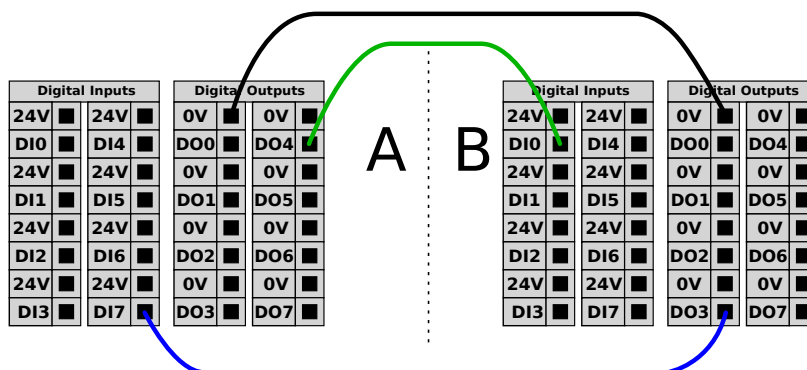 Digital Inputs Digital Outputs Digital Inputs Digital Outputs
24V 24V 0V 0V 24V 24V 0V 0V
DI0 DI4 DO0 DO4 A B DI0 DI4 DO0 DO4
24V 24V 0V 0V 24V 24V 0V 0V
DI1 DI5 DO1 DO5 DI1 DI5 DO1 DO5
24V 24V 0V 0V 24V 24V 0V 0V
DI2 DI6 DO2 DO6 DI2 DI6 DO2 DO6
24V 24V 0V 0V 24V 24V 0V 0V
DI3 DI7 DO3 DO7 DI3 DI7 DO3 DO7